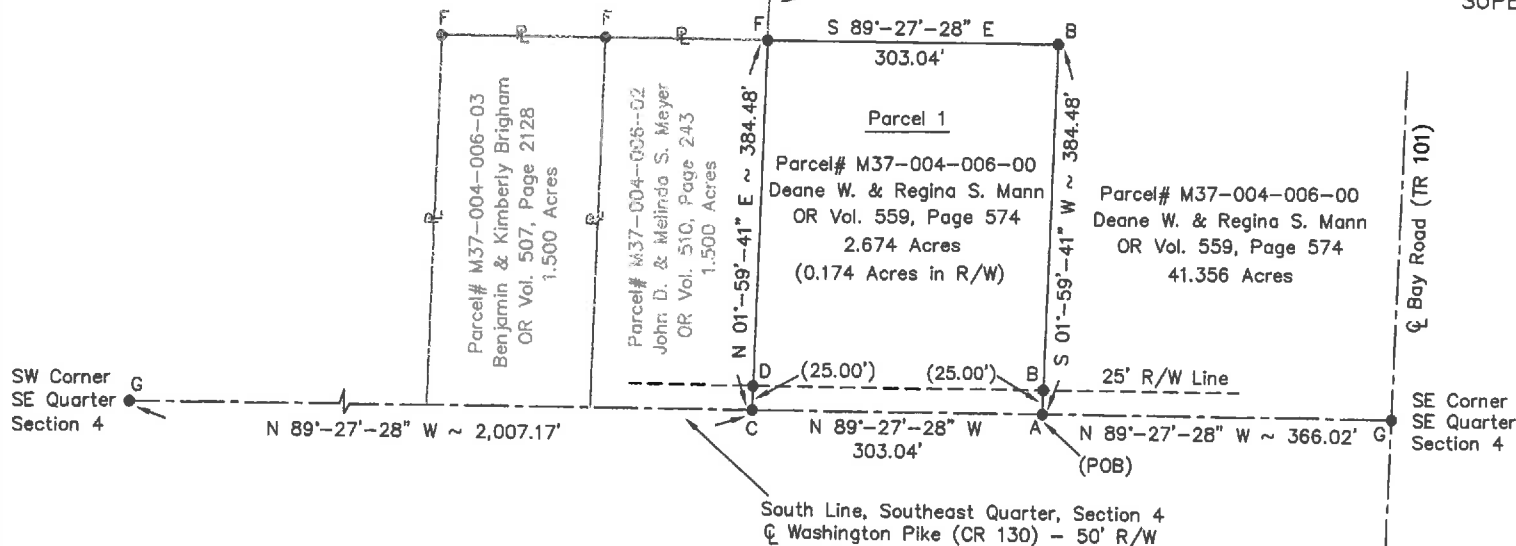 F
P̲L
F
P̲L
F
S 89°-27'-28" E
303.04'
B
Parcel# M37-004-006-03
Benjamin & Kimberly Brigham
OR Vol. 507, Page 2128
1.500 Acres
Parcel# M37-004-006-02
John D. & Melinda S. Meyer
OR Vol. 510, Page 243
1.500 Acres
N 01°-59'-41" E ~ 384.48'
Parcel 1
Parcel# M37-004-006-00
Deane W. & Regina S. Mann
OR Vol. 559, Page 574
2.674 Acres
(0.174 Acres in R/W)
S 01°-59'-41" W ~ 384.48'
Parcel# M37-004-006-00
Deane W. & Regina S. Mann
OR Vol. 559, Page 574
41.356 Acres
℄ Bay Road (TR 101)
P̲L
P̲L
D
(25.00')
(25.00')
B
25' R/W Line
SW Corner
SE Quarter
Section 4
G
N 89°-27'-28" W ~ 2,007.17'
C
N 89°-27'-28" W
303.04'
A
(POB)
N 89°-27'-28" W ~ 366.02'
G
SE Corner
SE Quarter
Section 4
South Line, Southeast Quarter, Section 4
℄ Washington Pike (CR 130) - 50' R/W